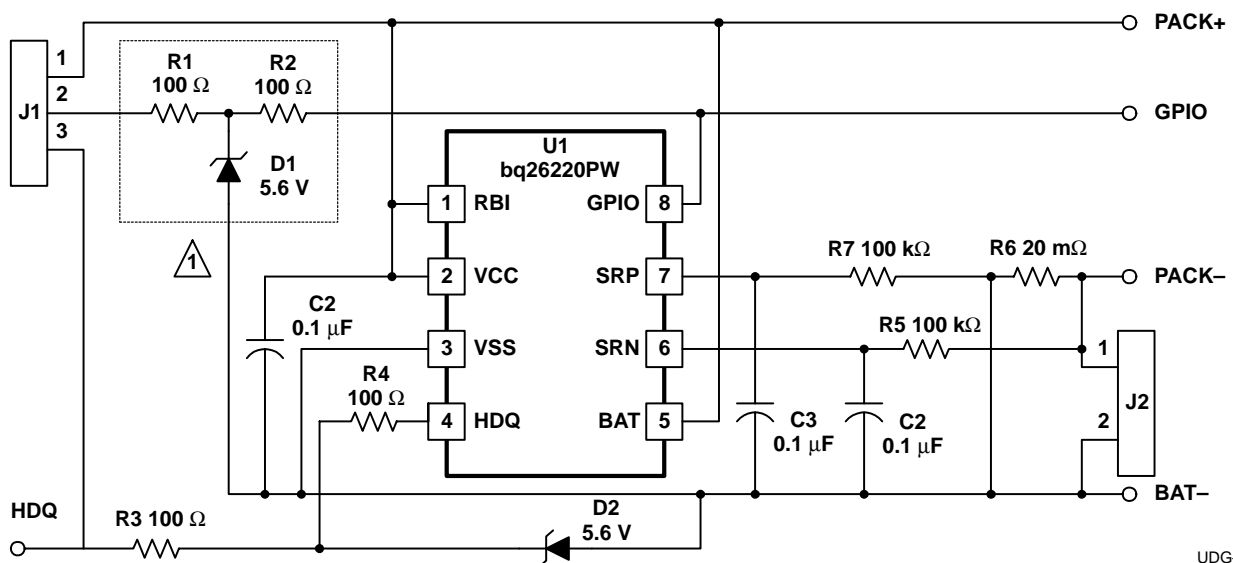 PACK+
J1
1
2
3
R1
100 Ω
R2
100 Ω
GPIO
D1
5.6 V
1
U1
bq26220PW
1 RBI
GPIO 8
2 VCC
SRP 7
3 VSS
SRN 6
4 HDQ
BAT 5
C2
0.1 μF
R4
100 Ω
R7 100 kΩ
R6 20 mΩ
PACK–
R5 100 kΩ
1
2
J2
C3
0.1 μF
C2
0.1 μF
BAT–
HDQ
R3 100 Ω
D2
5.6 V
UDG-